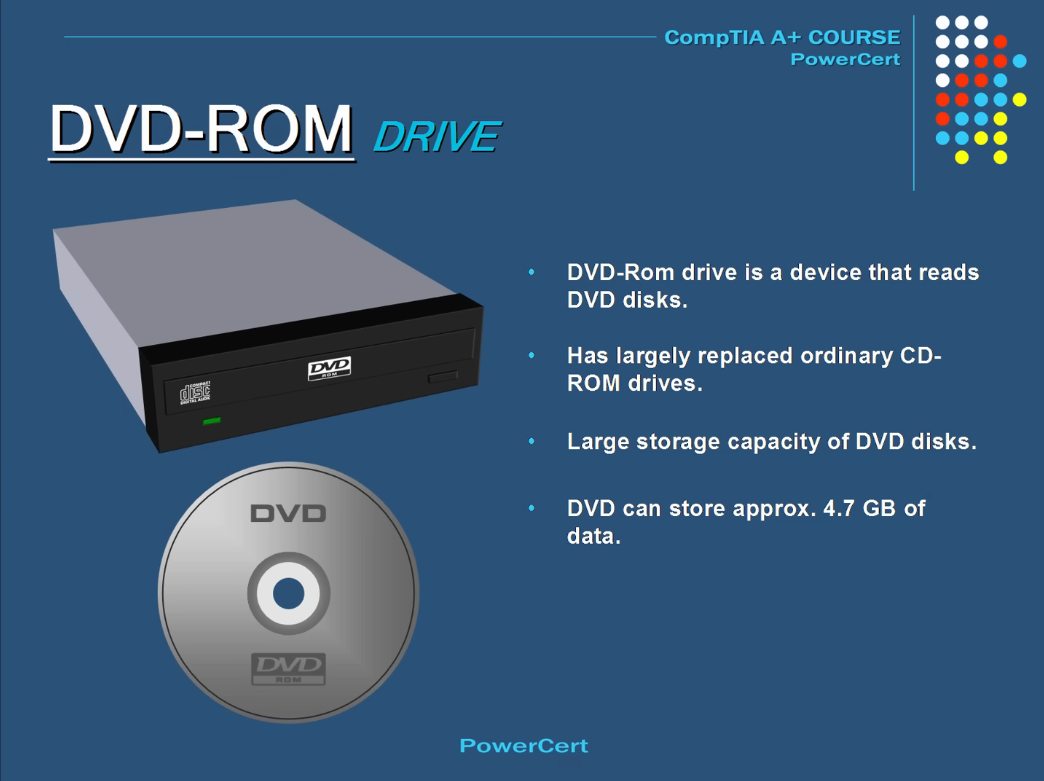 CompTIA A+ COURSE
PowerCert
DVD-ROM DRIVE
• DVD-Rom drive is a device that reads
DVD disks.
• Has largely replaced ordinary CD-
ROM drives.
• Large storage capacity of DVD disks.
• DVD can store approx. 4.7 GB of
data.
COMPACT
disc
DIGITAL AUDIO
DVD
ROM
DVD
DVD
ROM
PowerCert